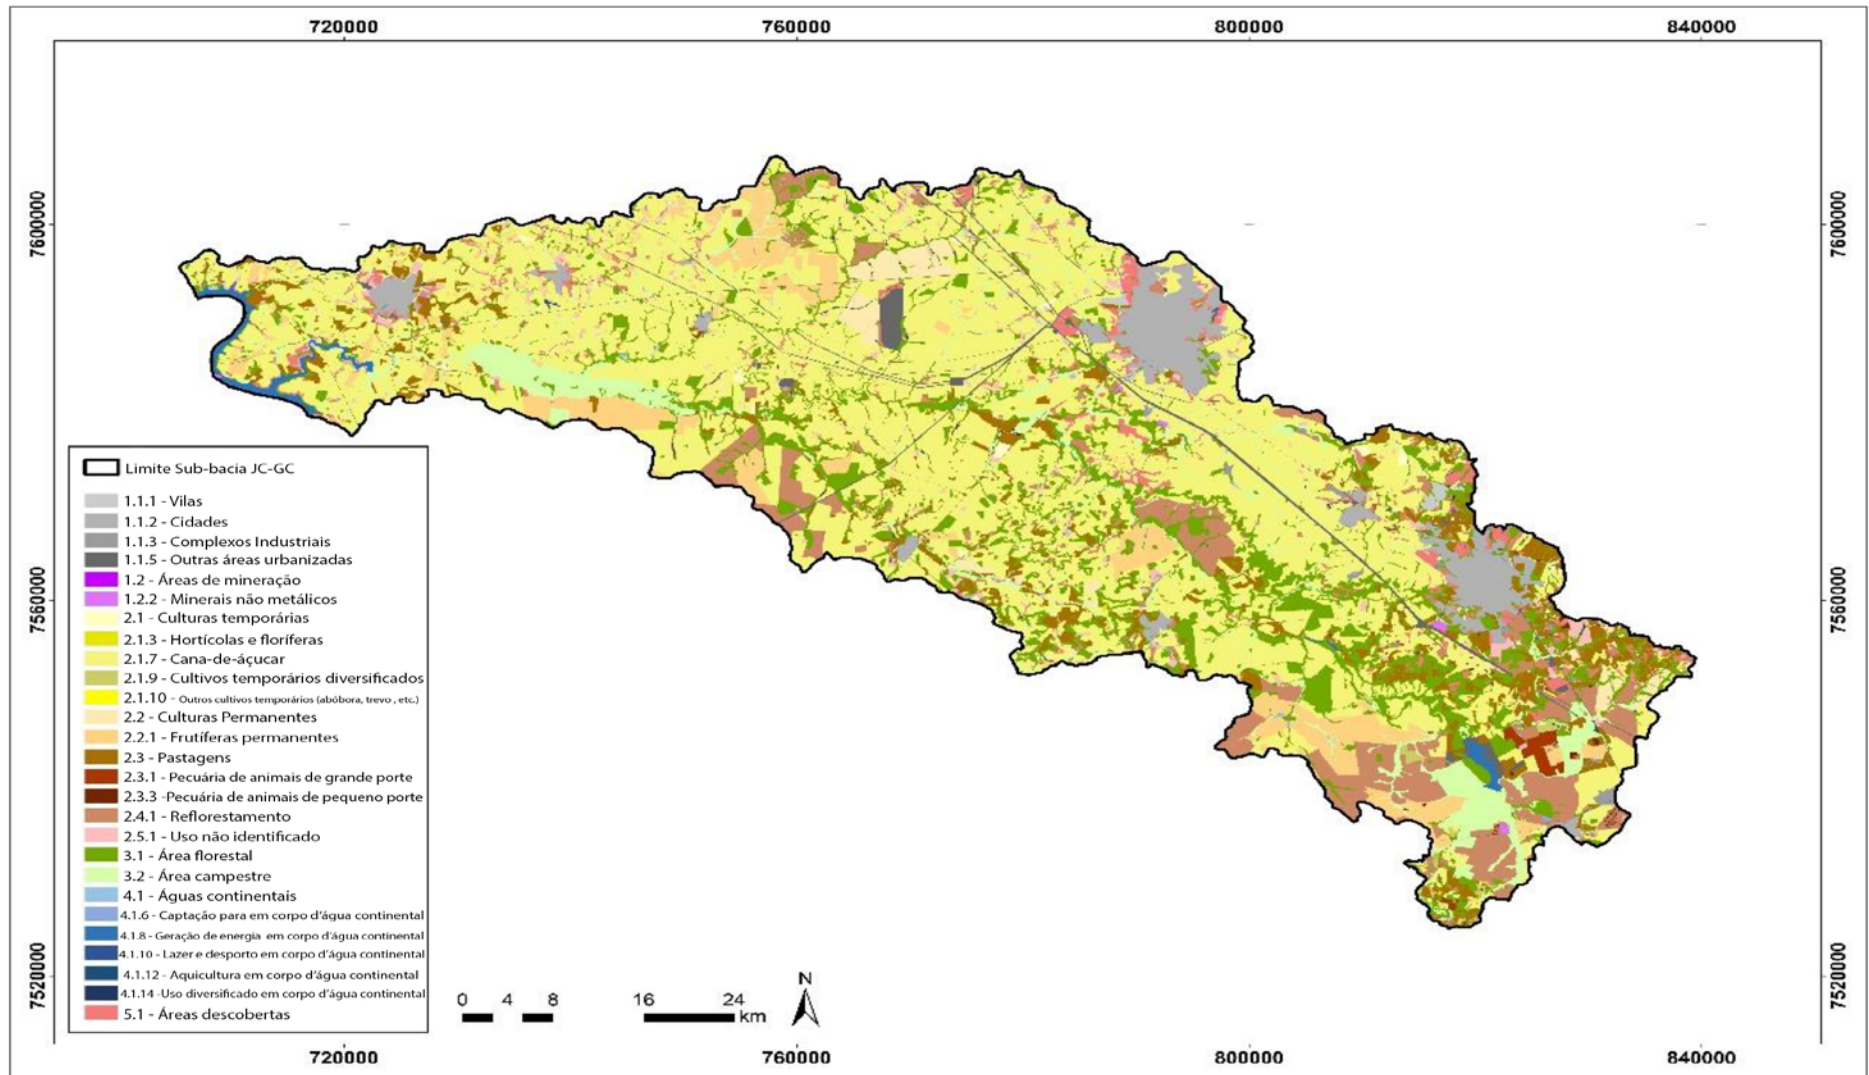 720000 760000 800000 840000
7600000 7600000
7560000 7560000
7520000 7520000
Limite Sub-bacia JC-GC
1.1.1 - Vilas
1.1.2 - Cidades
1.1.3 - Complexos Industriais
1.1.5 - Outras áreas urbanizadas
1.2 - Áreas de mineração
1.2.2 - Minerais não metálicos
2.1 - Culturas temporárias
2.1.3 - Hortícolas e floríferas
2.1.7 - Cana-de-áçucar
2.1.9 - Cultivos temporários diversificados
2.1.10 - Outros cultivos temporários (abóbora, trevo , etc.)
2.2 - Culturas Permanentes
2.2.1 - Frutíferas permanentes
2.3 - Pastagens
2.3.1 - Pecuária de animais de grande porte
2.3.3 -Pecuária de animais de pequeno porte
2.4.1 - Reflorestamento
2.5.1 - Uso não identificado
3.1 - Área florestal
3.2 - Área campestre
4.1 - Águas continentais
4.1.6 - Captação para em corpo d'água continental
4.1.8 - Geração de energia em corpo d'água continental
4.1.10 - Lazer e desporto em corpo d'água continental
4.1.12 - Aquicultura em corpo d'água continental
4.1.14 -Uso diversificado em corpo d'água continental
5.1 - Áreas descobertas
0 4 8 16 24
km
N
720000 760000 800000 840000